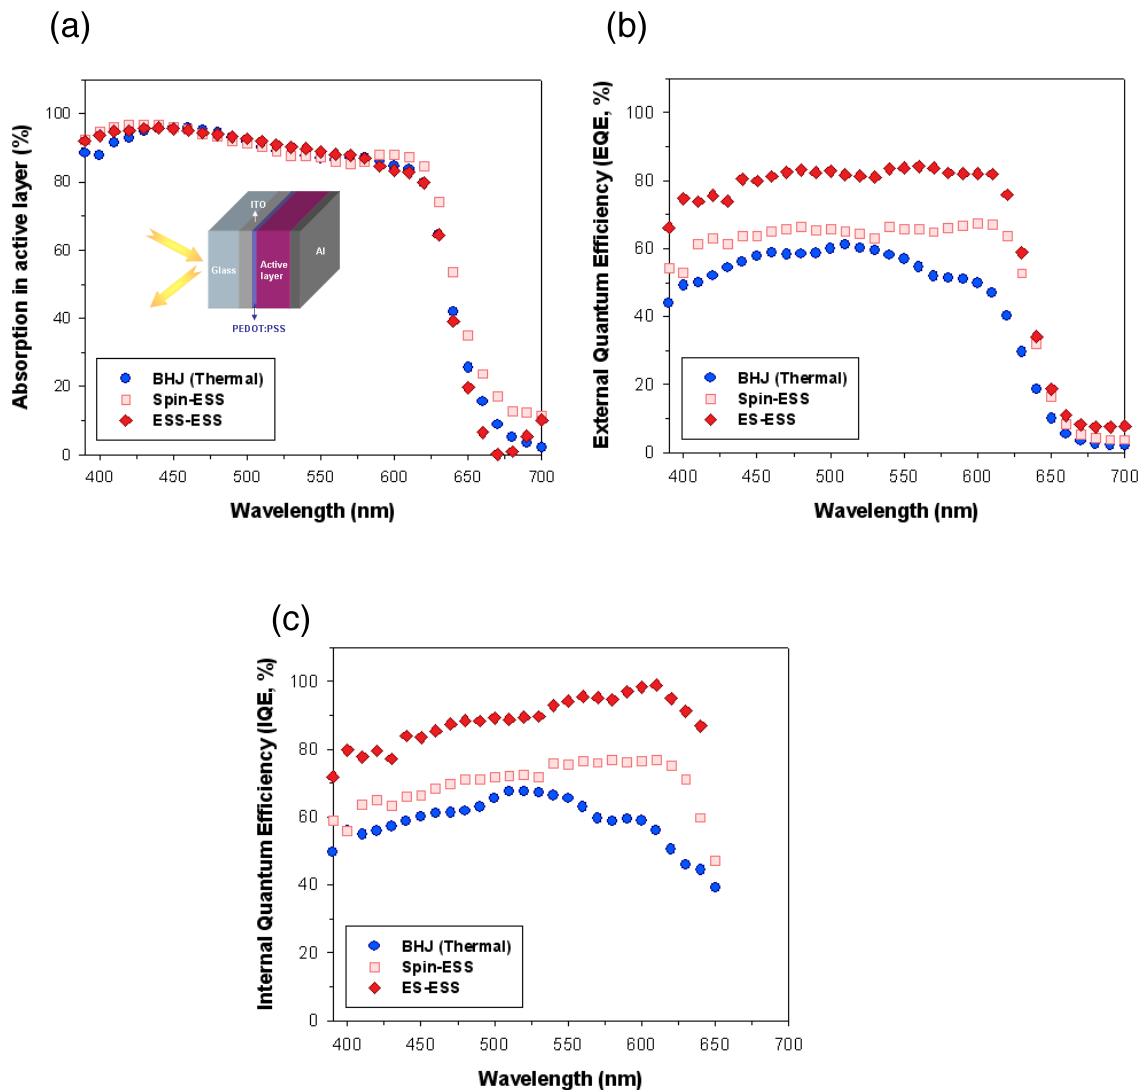 (a)
(b)
Absorption in active layer (%)
100
80
60
40
20
0
ITO
Glass
Active
layer
Al
PEDOT:PSS
BHJ (Thermal)
Spin-ESS
ESS-ESS
400
450
500
550
600
650
700
Wavelength (nm)
External Quantum Efficiency (EQE, %)
100
80
60
40
20
0
BHJ (Thermal)
Spin-ESS
ES-ESS
400
450
500
550
600
650
700
Wavelength (nm)
(c)
Internal Quantum Efficiency (IQE, %)
100
80
60
40
20
0
BHJ (Thermal)
Spin-ESS
ES-ESS
400
450
500
550
600
650
700
Wavelength (nm)